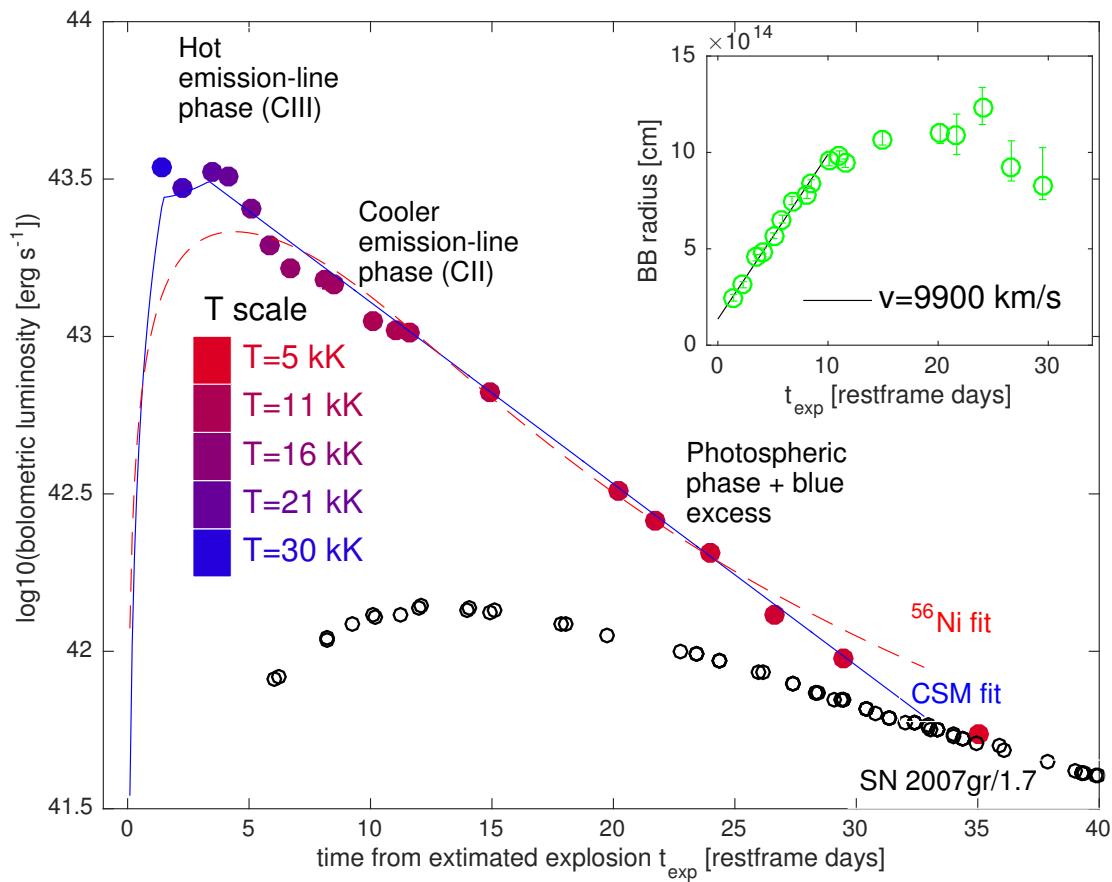 44
43.5
43
42.5
42
41.5
log10(bolometric luminosity [erg s⁻¹])
0 5 10 15 20 25 30 35 40
time from extimated explosion t_exp [restframe days]
Hot
emission-line
phase (CIII)
Cooler
emission-line
phase (CII)
T scale
T=5 kK
T=11 kK
T=16 kK
T=21 kK
T=30 kK
Photospheric
phase + blue
excess
⁵⁶Ni fit
CSM fit
SN 2007gr/1.7
×10¹⁴
15
10
5
0
BB radius [cm]
v=9900 km/s
0 10 20 30
t_exp [restframe days]